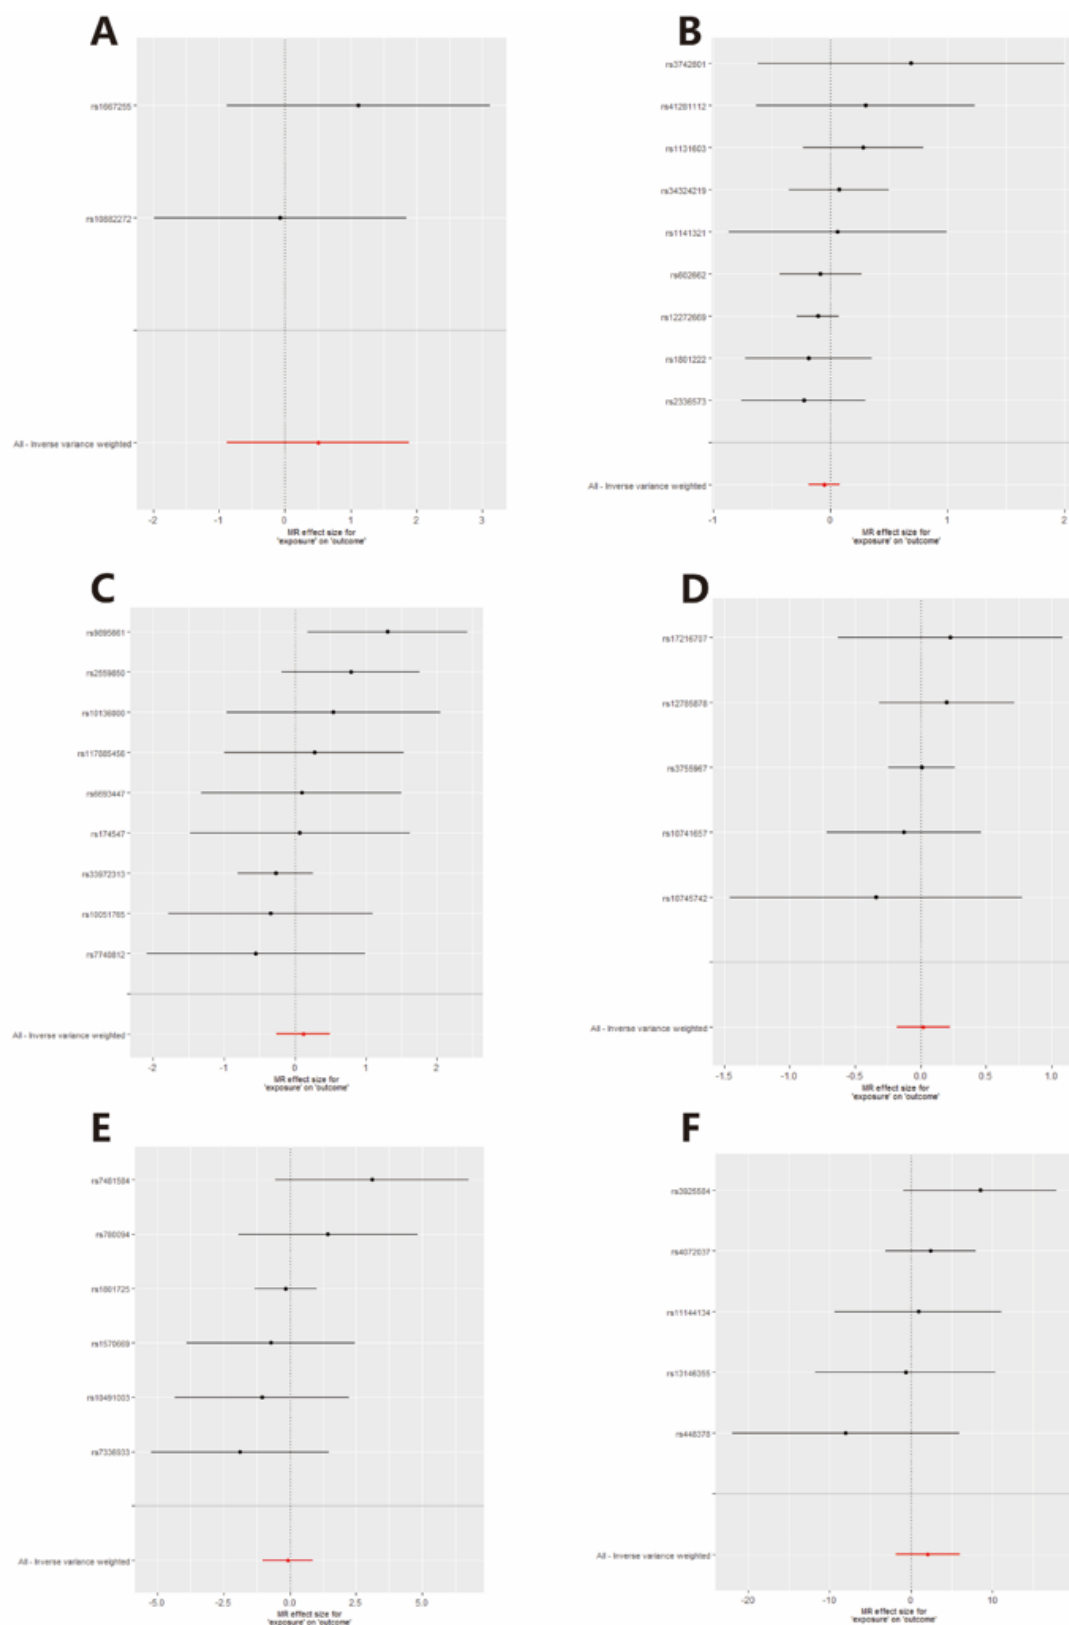 A
rs1667255
rs10882272
All - Inverse variance weighted
-2 -1 0 1 2 3
MR effect size for
'exposure' on 'outcome'
B
rs3742801
rs41281112
rs1131603
rs34324219
rs1141321
rs602662
rs12272669
rs1801222
rs2336573
All - Inverse variance weighted
-1 0 1 2
MR effect size for
'exposure' on 'outcome'
C
rs2559850
rs174547
rs33972313
rs10051765
rs7740812
All - Inverse variance weighted
-2 -1 0 1 2
MR effect size for
'exposure' on 'outcome'
D
rs17216707
rs12785878
rs3755967
rs10741657
rs10745742
All - Inverse variance weighted
-1.5 -1.0 -0.5 0.0 0.5 1.0
MR effect size for
'exposure' on 'outcome'
E
rs7481584
rs780094
rs1801725
rs1570669
rs10491003
rs7336933
All - Inverse variance weighted
-5.0 -2.5 0.0 2.5 5.0
MR effect size for
'exposure' on 'outcome'
F
rs3925584
rs4072037
rs11144134
rs13146355
rs448378
All - Inverse variance weighted
-20 -10 0 10
MR effect size for
'exposure' on 'outcome'